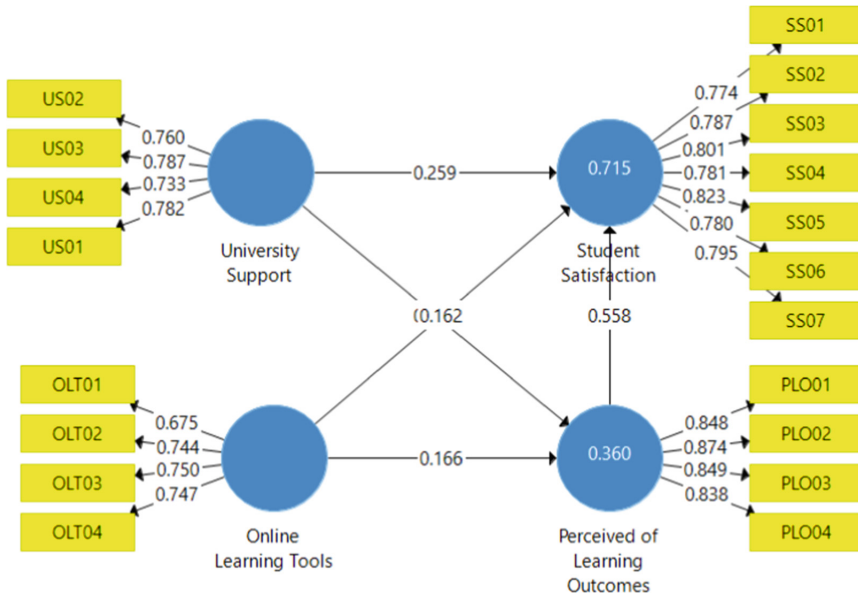 SS01
SS02
SS03
SS04
SS05
SS06
SS07
0.774
0.787
0.801
0.781
0.823
0.780
0.795
US02
US03
US04
US01
0.760
0.787
0.733
0.782
University
Support
0.259
0.715
Student
Satisfaction
0.162
0.558
OLT01
OLT02
OLT03
OLT04
0.675
0.744
0.750
0.747
Online
Learning Tools
0.166
0.360
Perceived of
Learning
Outcomes
0.848
0.874
0.849
0.838
PLO01
PLO02
PLO03
PLO04